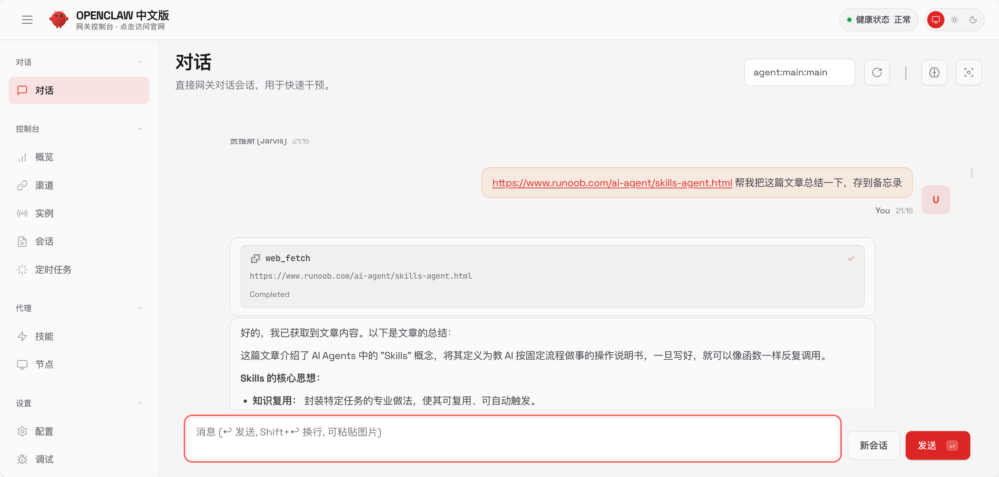 OPENCLAW 中文版
网关控制台 · 点击访问官网
健康状态 正常
对话
对话
控制台
概览
渠道
实例
会话
定时任务
代理
技能
节点
设置
配置
调试
对话
直接网关对话会话，用于快速干预。
agent:main:main
贾维斯 (Jarvis) 21:15
https://www.runoob.com/ai-agent/skills-agent.html 帮我把这篇文章总结一下，存到备忘录
U
You 21:16
web_fetch
https://www.runoob.com/ai-agent/skills-agent.html
Completed
好的，我已获取到文章内容。以下是文章的总结：
这篇文章介绍了 AI Agents 中的 "Skills" 概念，将其定义为教 AI 按固定流程做事的操作说明书，一旦写好，就可以像函数一样反复调用。
Skills 的核心思想：
• 知识复用： 封装特定任务的专业做法，使其可复用、可自动触发。
消息 (↩ 发送, Shift+↩ 换行, 可粘贴图片)
新会话
发送 ↵